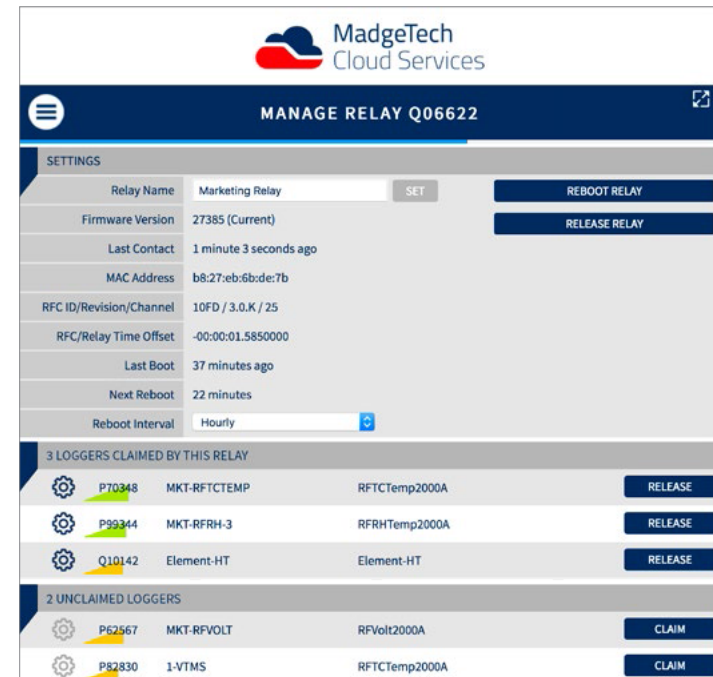 MadgeTech
Cloud Services
MANAGE RELAY Q06622
SETTINGS
Relay Name Marketing Relay SET REBOOT RELAY
Firmware Version 27385 (Current) RELEASE RELAY
Last Contact 1 minute 3 seconds ago
MAC Address b8:27:eb:6b:de:7b
RFC ID/Revision/Channel 10FD / 3.0.K / 25
RFC/Relay Time Offset -00:00:01.5850000
Last Boot 37 minutes ago
Next Reboot 22 minutes
Reboot Interval Hourly
3 LOGGERS CLAIMED BY THIS RELAY
P70348 MKT-RFTCTEMP RFTCTemp2000A RELEASE
P99344 MKT-RFRH-3 RFRHTemp2000A RELEASE
Q10142 Element-HT Element-HT RELEASE
2 UNCLAIMED LOGGERS
P62567 MKT-RFVOLT RFVolt2000A CLAIM
P82830 1-VTMS RFTCTemp2000A CLAIM